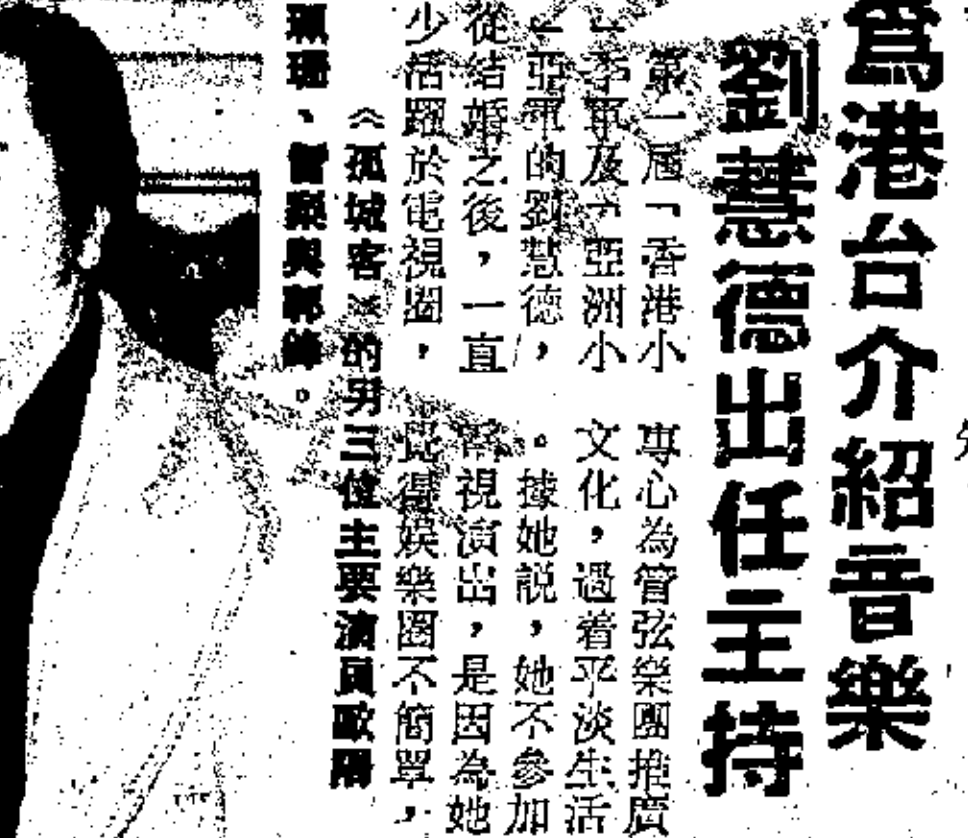 爲港台介紹音樂
劉慧德出任主持
第一屆「香港小
」季軍及「亞洲小
」亞軍的劉慧德，
從結婚之後，一直
少活躍於電視圈，
專心為管弦樂團推廣
文化，過着平淡生活
。據她說，她不參加
電視演出，是因為她
覺得娛樂圈不簡單，
《孤城客》的男三位主要演員歐陽
珮珊、樂與郭。